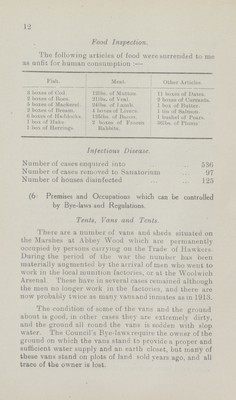 12
Food Inspection.
The following articles of food were surrended to me
as unfit for human consumption :—
Fish. Meat. Other Articles.
2 boxes of Cod. of Mutton. 11 boxes of Dates.
2 boxes of Roes. of Veal. 3 boxes of Currants.
2 boxes of Mackerel. of Lamb. 1 box of Butter.
2 boxes of Bream. of Livers. 1 tin of Salmon.
6 boxes of Haddocks. of Bacon. 1 bushel of Pears.
1 box of Hake. 2 boxes of Frozen of Flour.
1 box of Herrings. Rabbits.
Infectious Disease.
Number of cases enquired into 536
Number of cases removed to Sanatorium 97
Number of houses disinfected 125
(6) Premises and Occupations which can be controlled
by Bye-laws and Regulations.
Tents, Vans and Tents.
There are a number of vans and sheds situated on
the Marshes at Abbey Wood which are permanently
occupied by persons carrying on the Trade of Hawkers.
During the period of the war the number has been
materially augmented by the arrival of men who went to
work in the local munition factories, or at the Woolwich
Arsenal. These have in several cases remained although
the men no longer work in the factories, and there are
now probably twice as many vans and inmates as in 1913.
The condition of some of the vans and the ground
about is good, in other cases they are extremely dirty,
and the ground all round the vans is sodden with slop
water. The Council's Bye-laws require the owner of the
ground on which the vans stand to provide a proper and
sufficient water supply and an earth closet, but many of
these vans stand on plots of land sold years ago, and all
trace of the owner is lost.